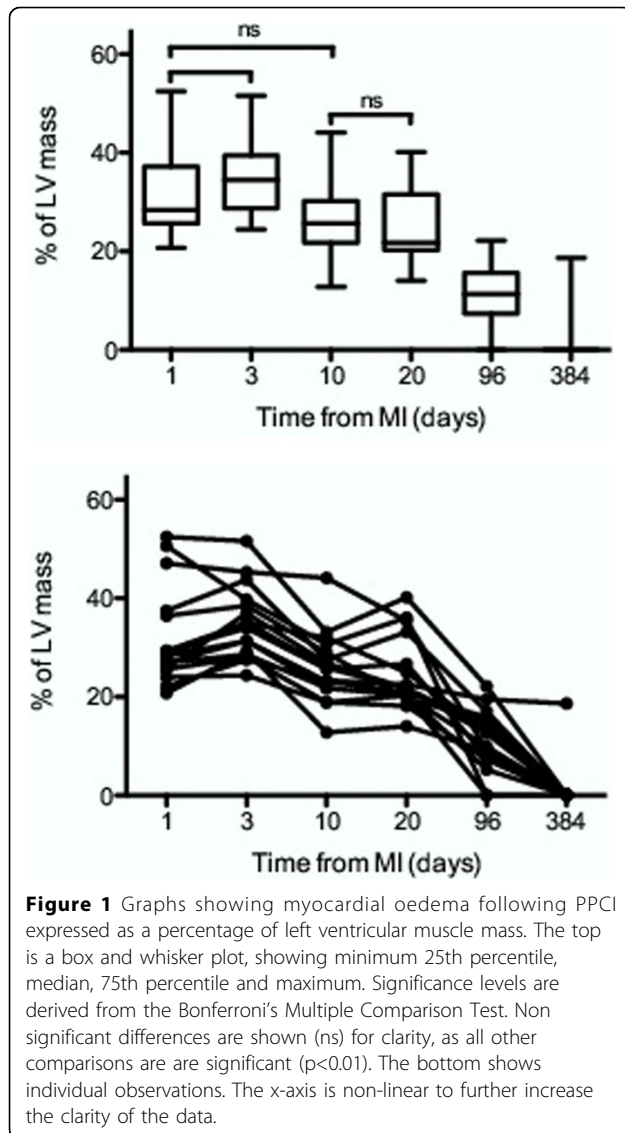 ns
60
ns
40
20
0
% of LV mass
1 3 10 20 96 384
Time from MI (days)
60
40
20
0
% of LV mass
1 3 10 20 96 384
Time from MI (days)
Figure 1 Graphs showing myocardial oedema following PPCI
expressed as a percentage of left ventricular muscle mass. The top
is a box and whisker plot, showing minimum 25th percentile,
median, 75th percentile and maximum. Significance levels are
derived from the Bonferroni's Multiple Comparison Test. Non
significant differences are shown (ns) for clarity, as all other
comparisons are are significant (p<0.01). The bottom shows
individual observations. The x-axis is non-linear to further increase
the clarity of the data.